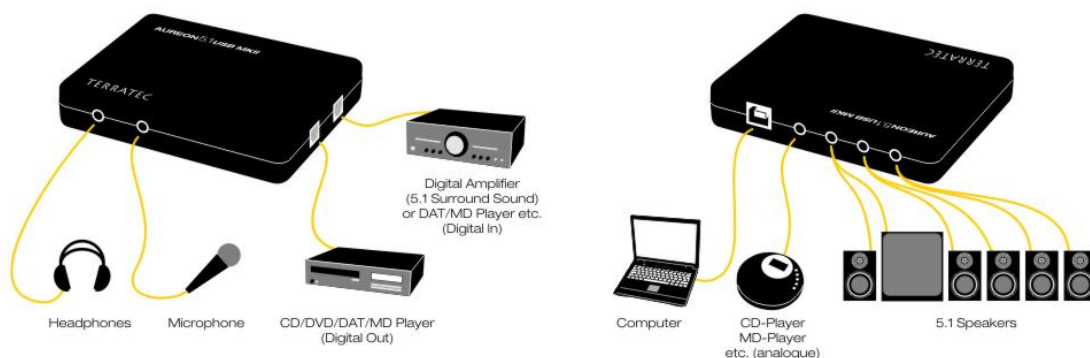 AUREON 5.1 USB MKII
TERRATEC
Digital Amplifier
(5.1 Surround Sound)
or DAT/MD Player etc.
(Digital In)
Headphones
Microphone
CD/DVD/DAT/MD Player
(Digital Out)
TERRATEC
AUREON 5.1 USB MKII
Computer
CD-Player
MD-Player
etc. (analogue)
5.1 Speakers